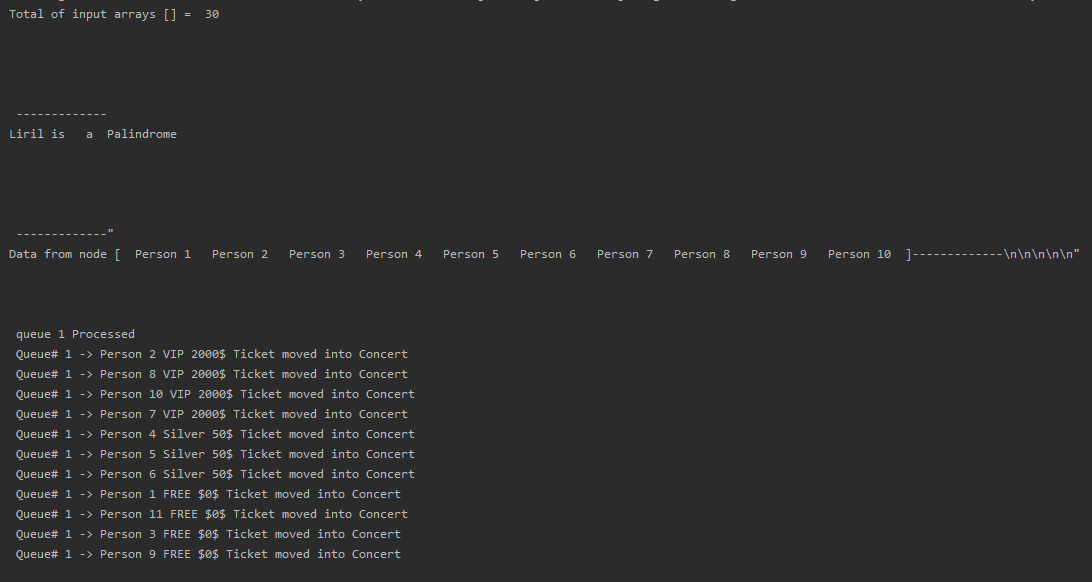 Total of input arrays [] =  30
 -------------
Liril is   a  Palindrome
 -------------"
Data from node [  Person 1   Person 2   Person 3   Person 4   Person 5   Person 6   Person 7   Person 8   Person 9   Person 10  ]-------------\n\n\n\n\n"
 queue 1 Processed
 Queue# 1 -> Person 2 VIP 2000$ Ticket moved into Concert
 Queue# 1 -> Person 8 VIP 2000$ Ticket moved into Concert
 Queue# 1 -> Person 10 VIP 2000$ Ticket moved into Concert
 Queue# 1 -> Person 7 VIP 2000$ Ticket moved into Concert
 Queue# 1 -> Person 4 Silver 50$ Ticket moved into Concert
 Queue# 1 -> Person 5 Silver 50$ Ticket moved into Concert
 Queue# 1 -> Person 6 Silver 50$ Ticket moved into Concert
 Queue# 1 -> Person 1 FREE $0$ Ticket moved into Concert
 Queue# 1 -> Person 11 FREE $0$ Ticket moved into Concert
 Queue# 1 -> Person 3 FREE $0$ Ticket moved into Concert
 Queue# 1 -> Person 9 FREE $0$ Ticket moved into Concert